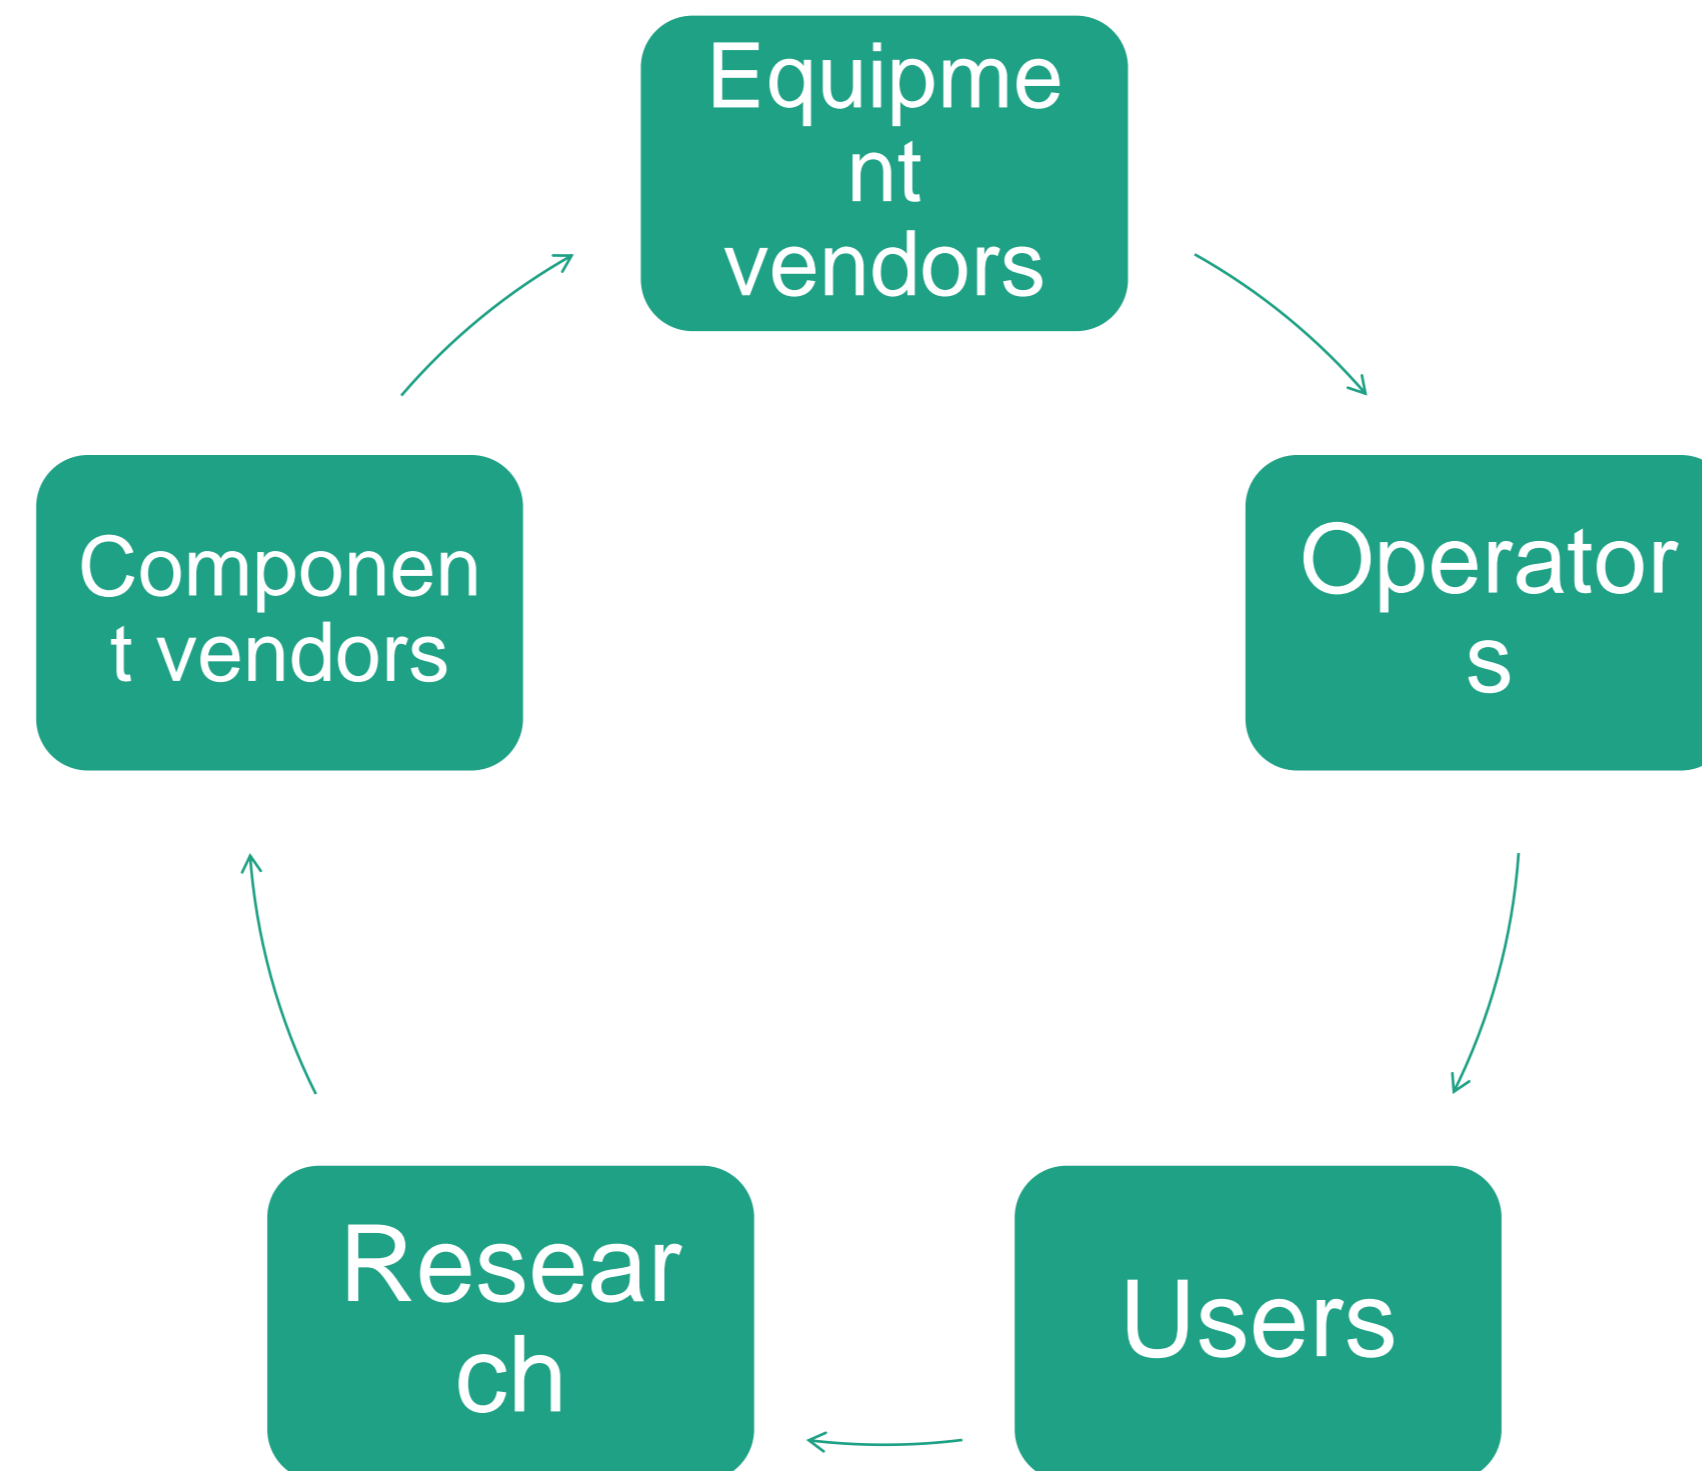 Equipme
nt
vendors
Operator
s
Users
Resear
ch
Componen
t vendors